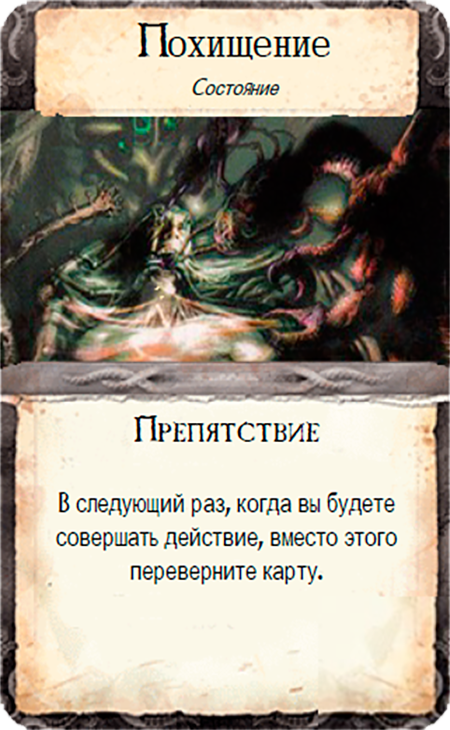 Похищение
Состояние
Препятствие
В следующий раз, когда вы будете
совершать действие, вместо этого
переверните карту.